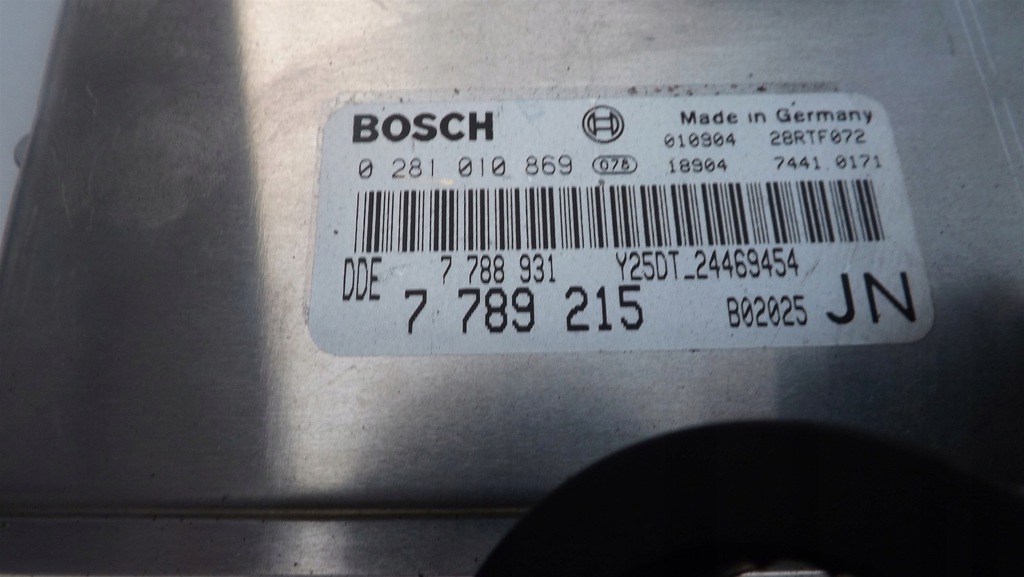 BOSCH Made in Germany
010904 28RTF072
0 281 010 869 078 18904 7441.0171
DDE 7 788 931 Y25DT_24469454
7 789 215 B02025 JN